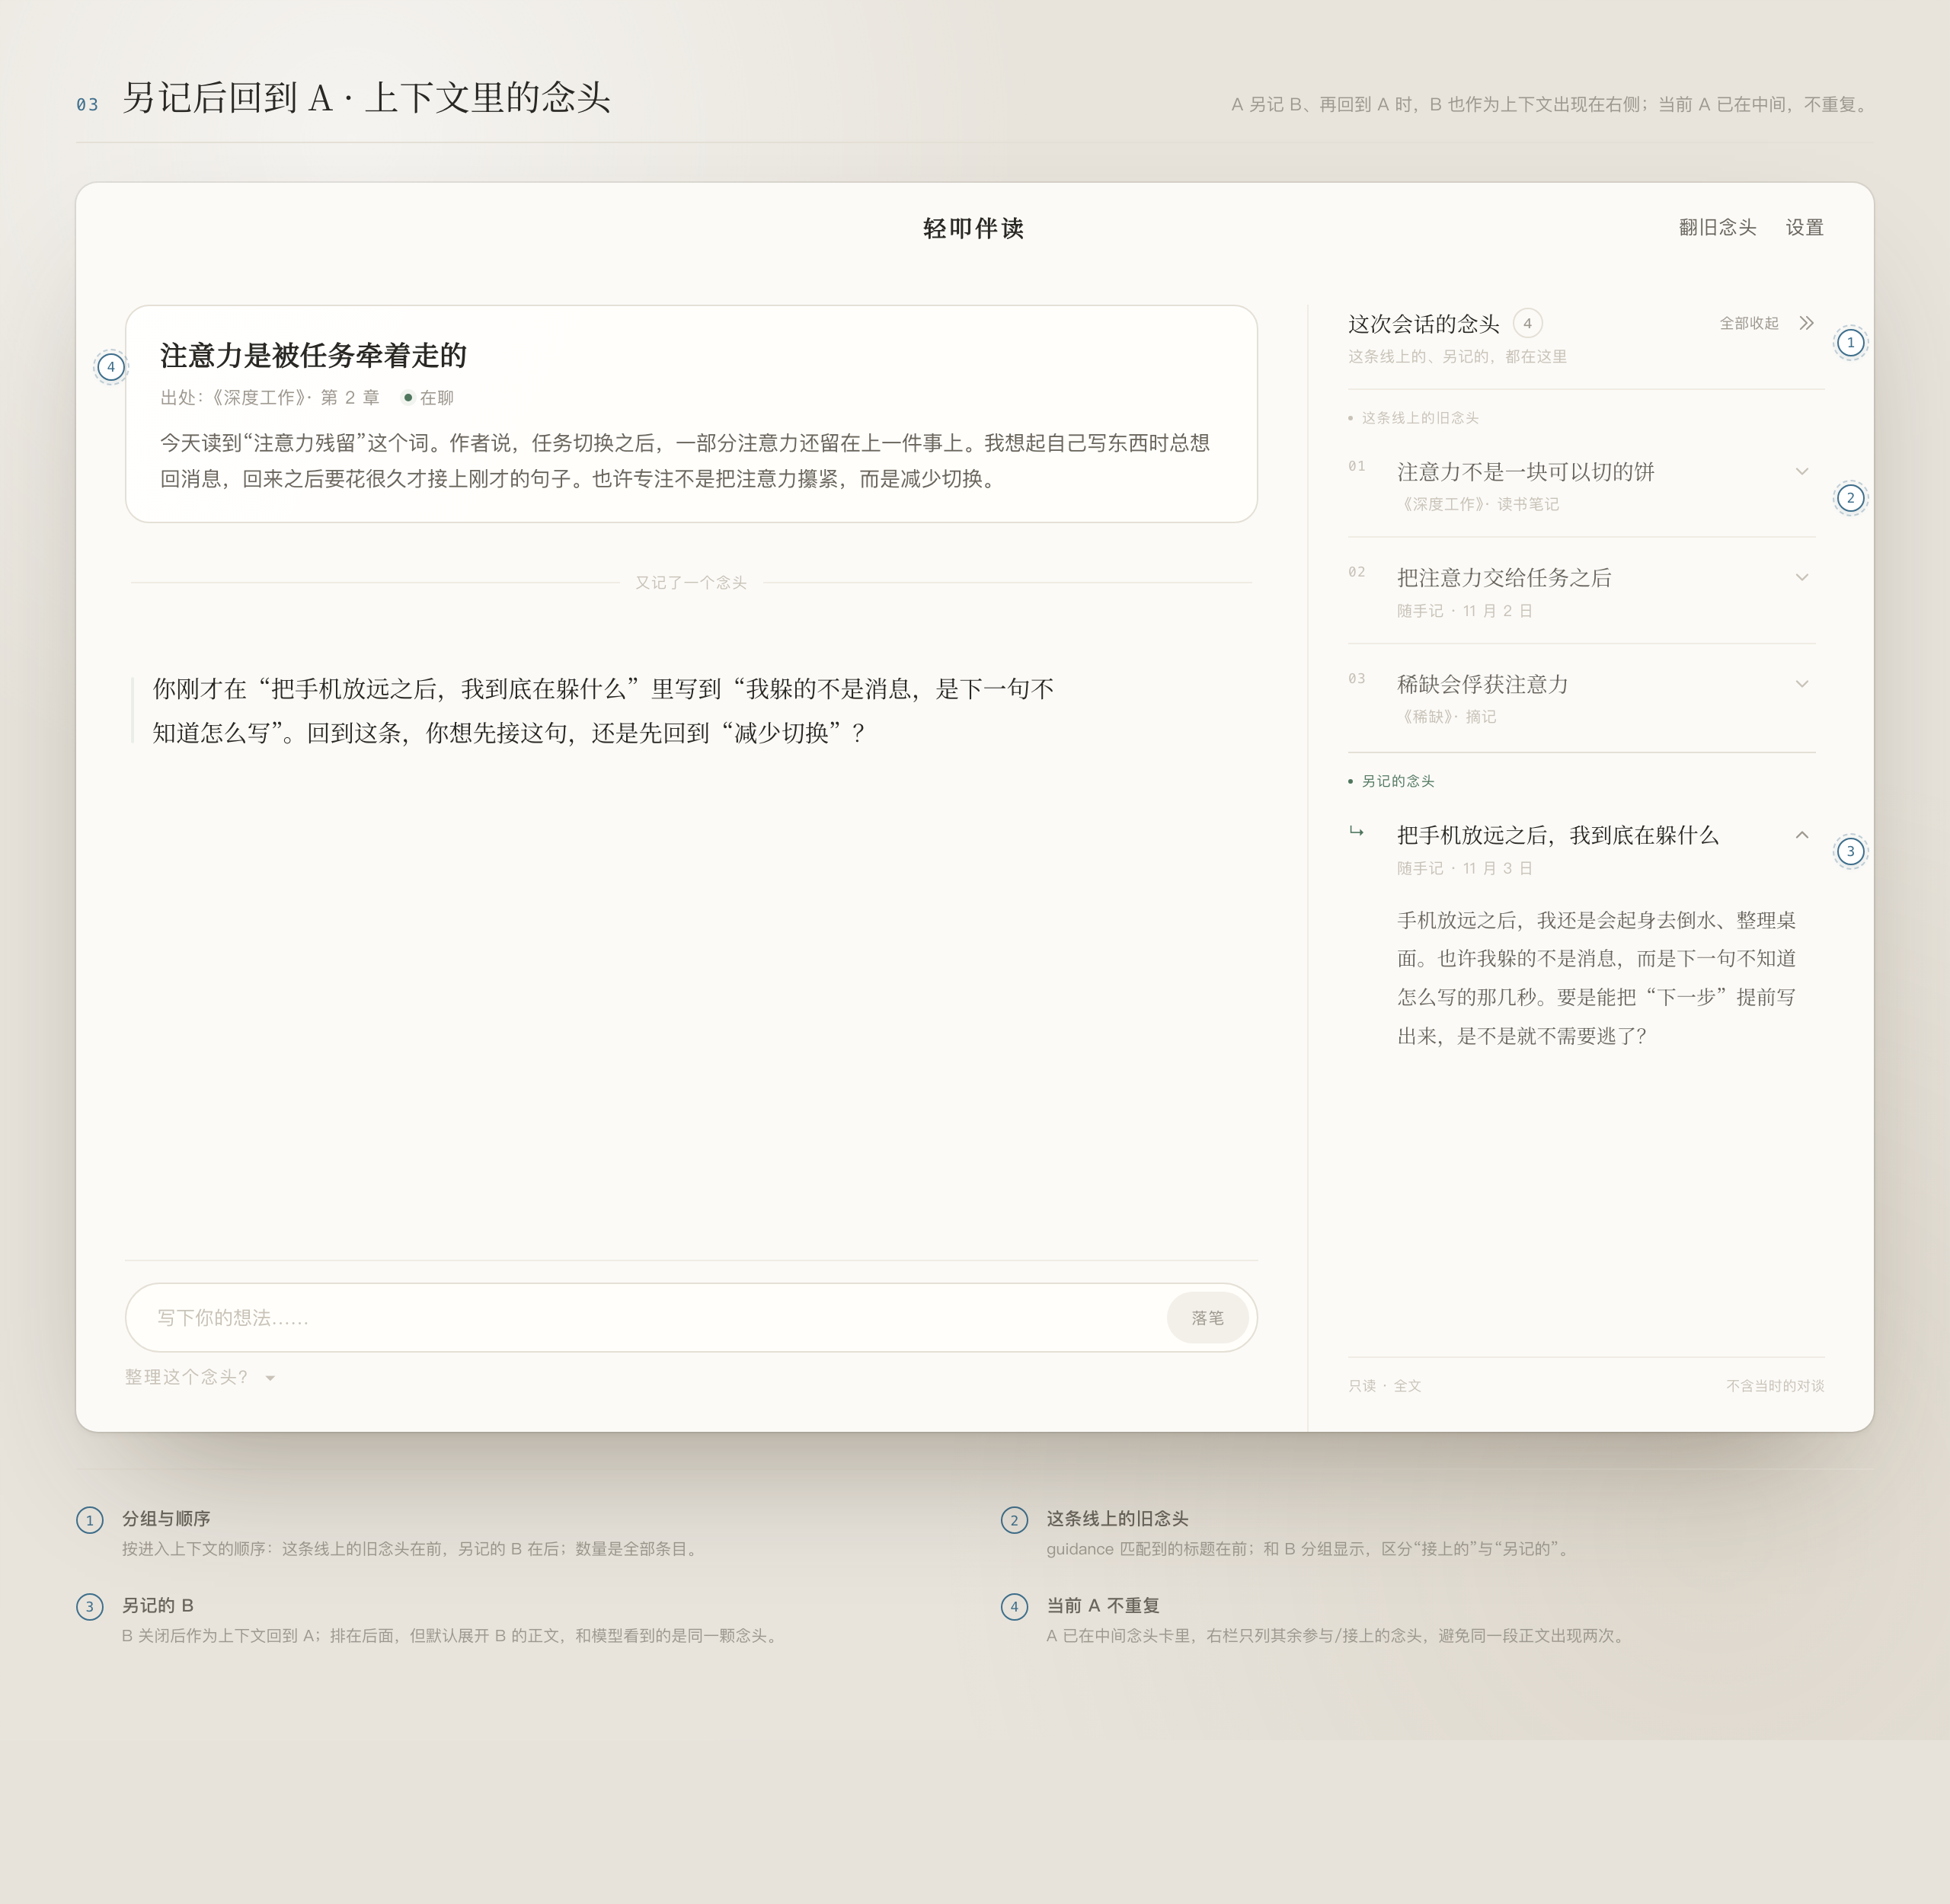 03 另记后回到 A · 上下文里的念头
A 另记 B、再回到 A 时，B 也作为上下文出现在右侧；当前 A 已在中间，不重复。
轻叩伴读
翻旧念头 设置
4
注意力是被任务牵着走的
出处：《深度工作》· 第 2 章 在聊
今天读到“注意力残留”这个词。作者说，任务切换之后，一部分注意力还留在上一件事上。我想起自己写东西时总想
回消息，回来之后要花很久才接上刚才的句子。也许专注不是把注意力攥紧，而是减少切换。
又记了一个念头
你刚才在“把手机放远之后，我到底在躲什么”里写到“我躲的不是消息，是下一句不
知道怎么写”。回到这条，你想先接这句，还是先回到“减少切换”？
写下你的想法……
落笔
整理这个念头？
这次会话的念头 4 全部收起
1
这条线上的、另记的，都在这里
这条线上的旧念头
01 注意力不是一块可以切的饼
《深度工作》· 读书笔记
2
02 把注意力交给任务之后
随手记 · 11 月 2 日
03 稀缺会俘获注意力
《稀缺》· 摘记
另记的念头
把手机放远之后，我到底在躲什么
3
随手记 · 11 月 3 日
手机放远之后，我还是会起身去倒水、整理桌
面。也许我躲的不是消息，而是下一句不知道
怎么写的那几秒。要是能把“下一步”提前写
出来，是不是就不需要逃了？
只读 · 全文 不含当时的对谈
1 分组与顺序
按进入上下文的顺序：这条线上的旧念头在前，另记的 B 在后；数量是全部条目。
2 这条线上的旧念头
guidance 匹配到的标题在前；和 B 分组显示，区分“接上的”与“另记的”。
3 另记的 B
B 关闭后作为上下文回到 A；排在后面，但默认展开 B 的正文，和模型看到的是同一颗念头。
4 当前 A 不重复
A 已在中间念头卡里，右栏只列其余参与/接上的念头，避免同一段正文出现两次。